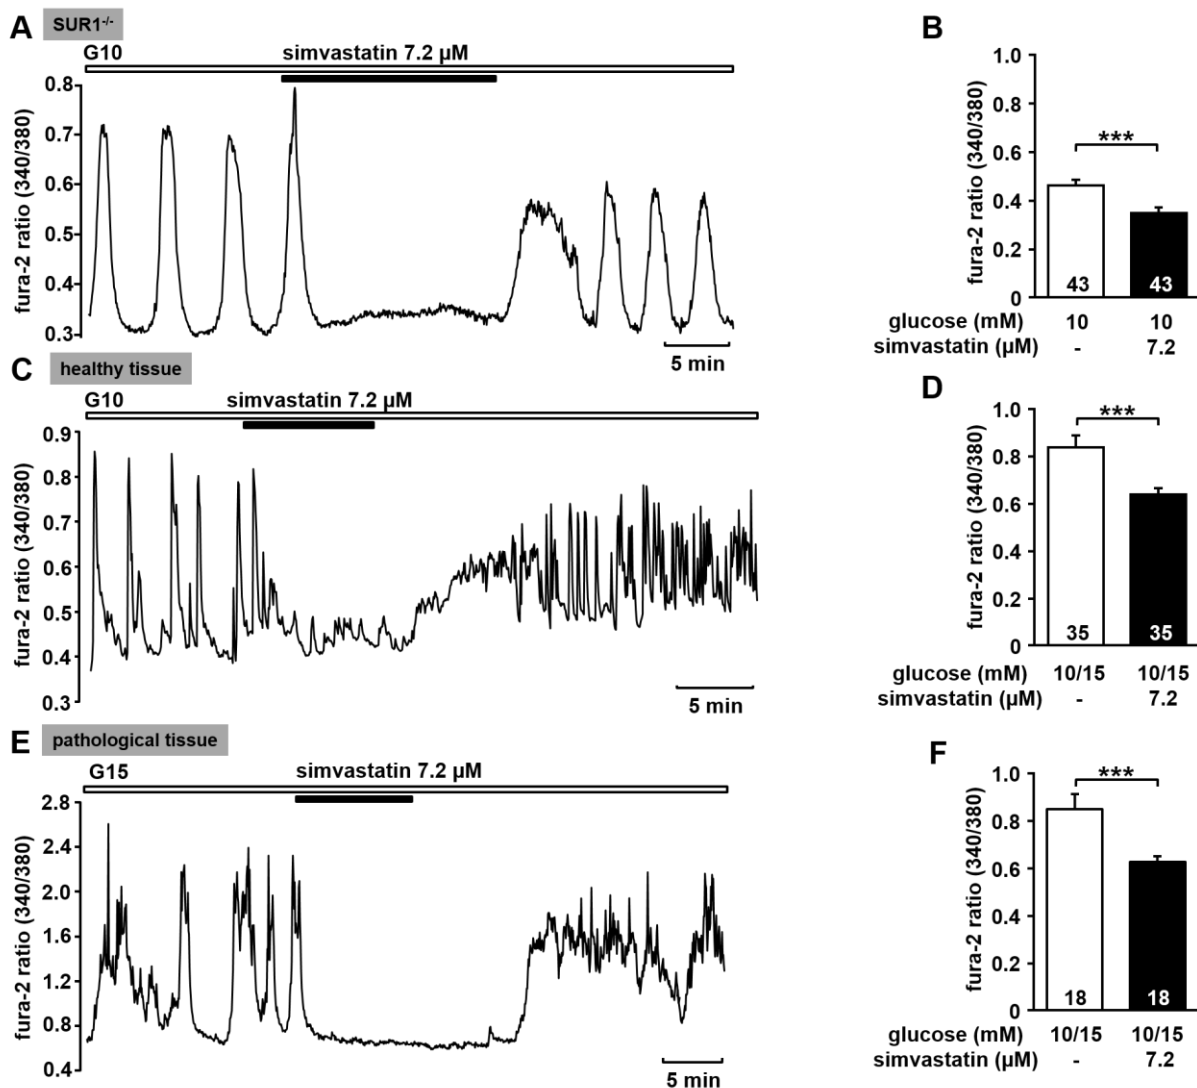 A SUR1-/-
G10 simvastatin 7.2 µM
0.8
0.7
0.6
0.5
0.4
0.3
fura-2 ratio (340/380)
5 min
B
1.0
0.8
0.6
0.4
0.2
0
fura-2 ratio (340/380)
***
43 43
glucose (mM) 10 10
simvastatin (µM) - 7.2
C healthy tissue
G10 simvastatin 7.2 µM
0.9
0.8
0.7
0.6
0.5
0.4
0.3
fura-2 ratio (340/380)
5 min
D
1.0
0.8
0.6
0.4
0.2
0
fura-2 ratio (340/380)
***
35 35
glucose (mM) 10/15 10/15
simvastatin (µM) - 7.2
E pathological tissue
G15 simvastatin 7.2 µM
2.8
2.4
2.0
1.6
1.2
0.8
0.4
fura-2 ratio (340/380)
5 min
F
1.0
0.8
0.6
0.4
0.2
0
fura-2 ratio (340/380)
***
18 18
glucose (mM) 10/15 10/15
simvastatin (µM) - 7.2